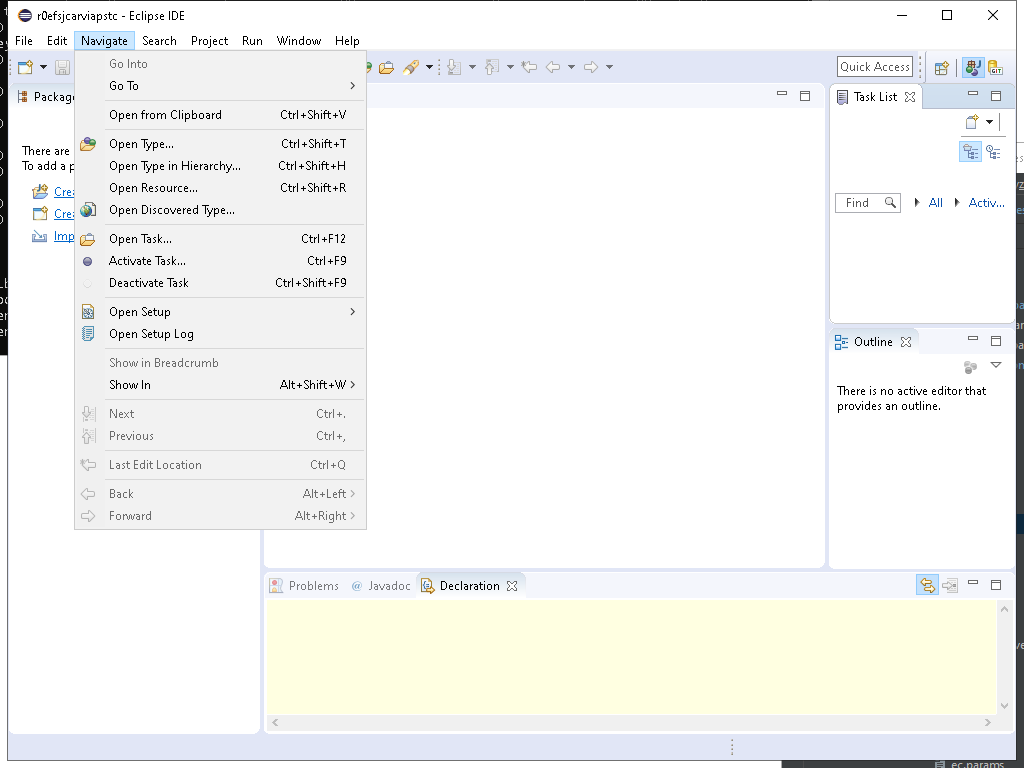 r0efsjcarviapstc - Eclipse IDE
File Edit Navigate Search Project Run Window Help
Quick Access
GIT
Go Into
Go To
Open from Clipboard Ctrl+Shift+V
Open Type... Ctrl+Shift+T
Open Type in Hierarchy... Ctrl+Shift+H
Open Resource... Ctrl+Shift+R
Open Discovered Type...
Open Task... Ctrl+F12
Activate Task... Ctrl+F9
Deactivate Task Ctrl+Shift+F9
Open Setup
Open Setup Log
Show in Breadcrumb
Show In Alt+Shift+W
Next Ctrl+.
Previous Ctrl+,
Last Edit Location Ctrl+Q
Back Alt+Left
Forward Alt+Right
Packag
There are
To add a p
Crea
Crea
Imp
Task List
Find All Activ...
Outline
There is no active editor that
provides an outline.
Problems @ Javadoc Declaration
ec.params